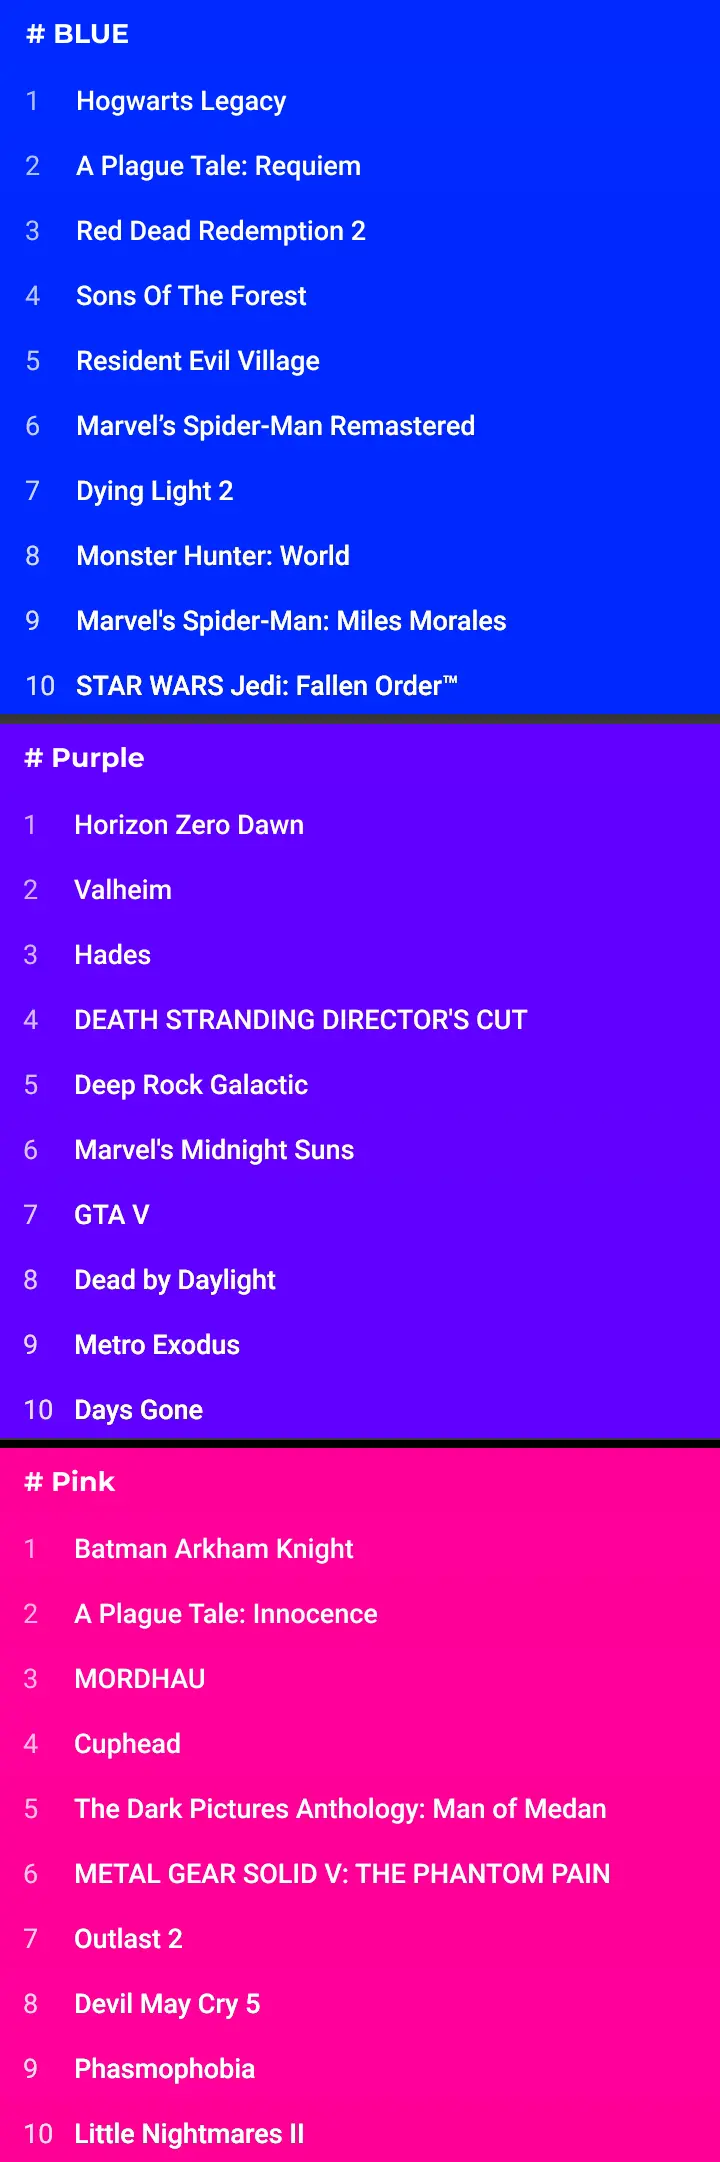 # BLUE
1 Hogwarts Legacy
2 A Plague Tale: Requiem
3 Red Dead Redemption 2
4 Sons Of The Forest
5 Resident Evil Village
6 Marvel’s Spider-Man Remastered
7 Dying Light 2
8 Monster Hunter: World
9 Marvel's Spider-Man: Miles Morales
10 STAR WARS Jedi: Fallen Order™
# Purple
1 Horizon Zero Dawn
2 Valheim
3 Hades
4 DEATH STRANDING DIRECTOR'S CUT
5 Deep Rock Galactic
6 Marvel's Midnight Suns
7 GTA V
8 Dead by Daylight
9 Metro Exodus
10 Days Gone
# Pink
1 Batman Arkham Knight
2 A Plague Tale: Innocence
3 MORDHAU
4 Cuphead
5 The Dark Pictures Anthology: Man of Medan
6 METAL GEAR SOLID V: THE PHANTOM PAIN
7 Outlast 2
8 Devil May Cry 5
9 Phasmophobia
10 Little Nightmares II